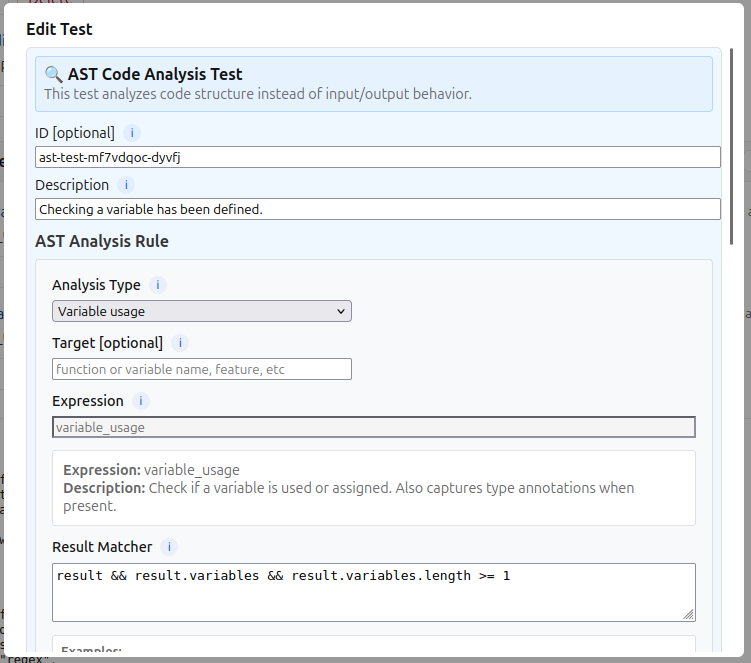 Edit Test
🔍 AST Code Analysis Test
This test analyzes code structure instead of input/output behavior.
ID [optional] i
ast-test-mf7vdqoc-dyvfj
Description i
Checking a variable has been defined.
AST Analysis Rule
Analysis Type i
Variable usage
Target [optional] i
function or variable name, feature, etc
Expression i
variable_usage
Expression: variable_usage
Description: Check if a variable is used or assigned. Also captures type annotations when
present.
Result Matcher i
result && result.variables && result.variables.length >= 1
Examples:
"regex".